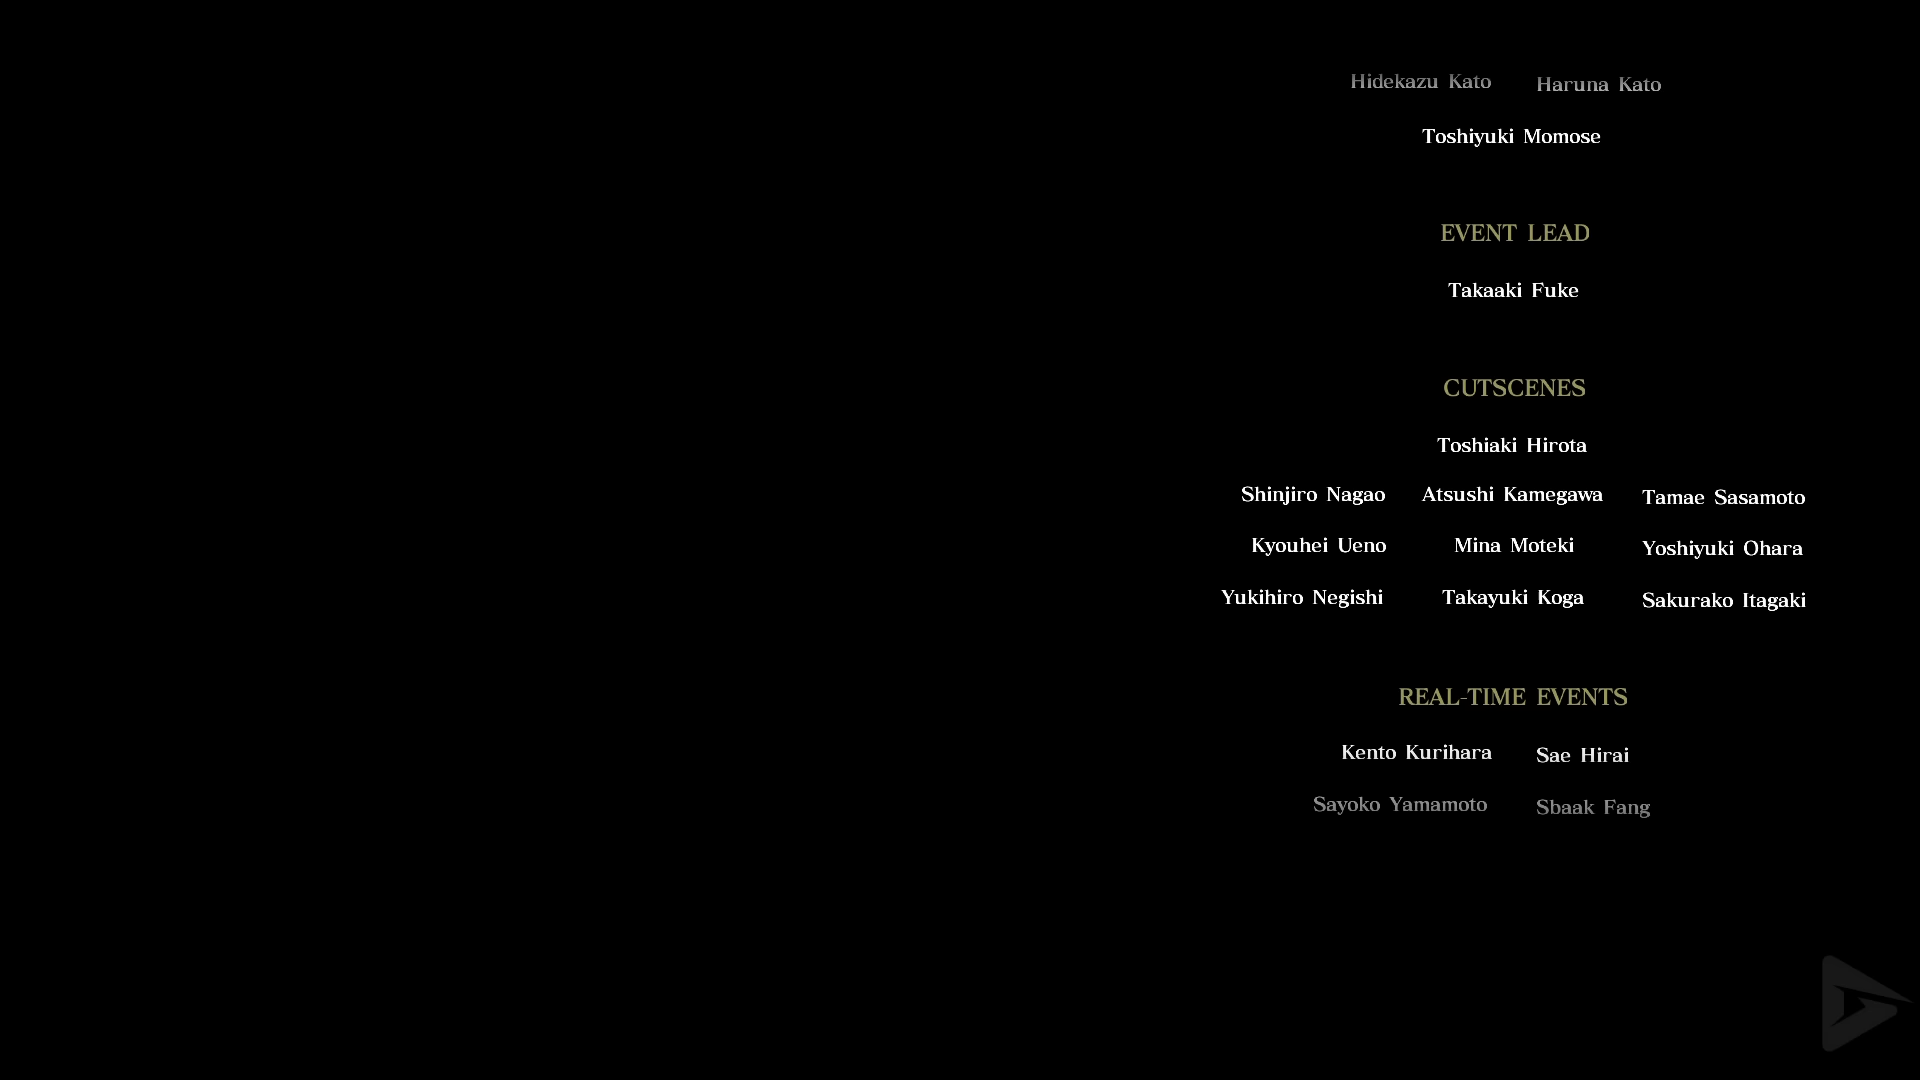 Hidekazu Kato Haruna Kato
Toshiyuki Momose
EVENT LEAD
Takaaki Fuke
CUTSCENES
Toshiaki Hirota
Shinjiro Nagao Atsushi Kamegawa Tamae Sasamoto
Kyouhei Ueno Mina Moteki Yoshiyuki Ohara
Yukihiro Negishi Takayuki Koga Sakurako Itagaki
REAL-TIME EVENTS
Kento Kurihara Sae Hirai
Sayoko Yamamoto Sbaak Fang